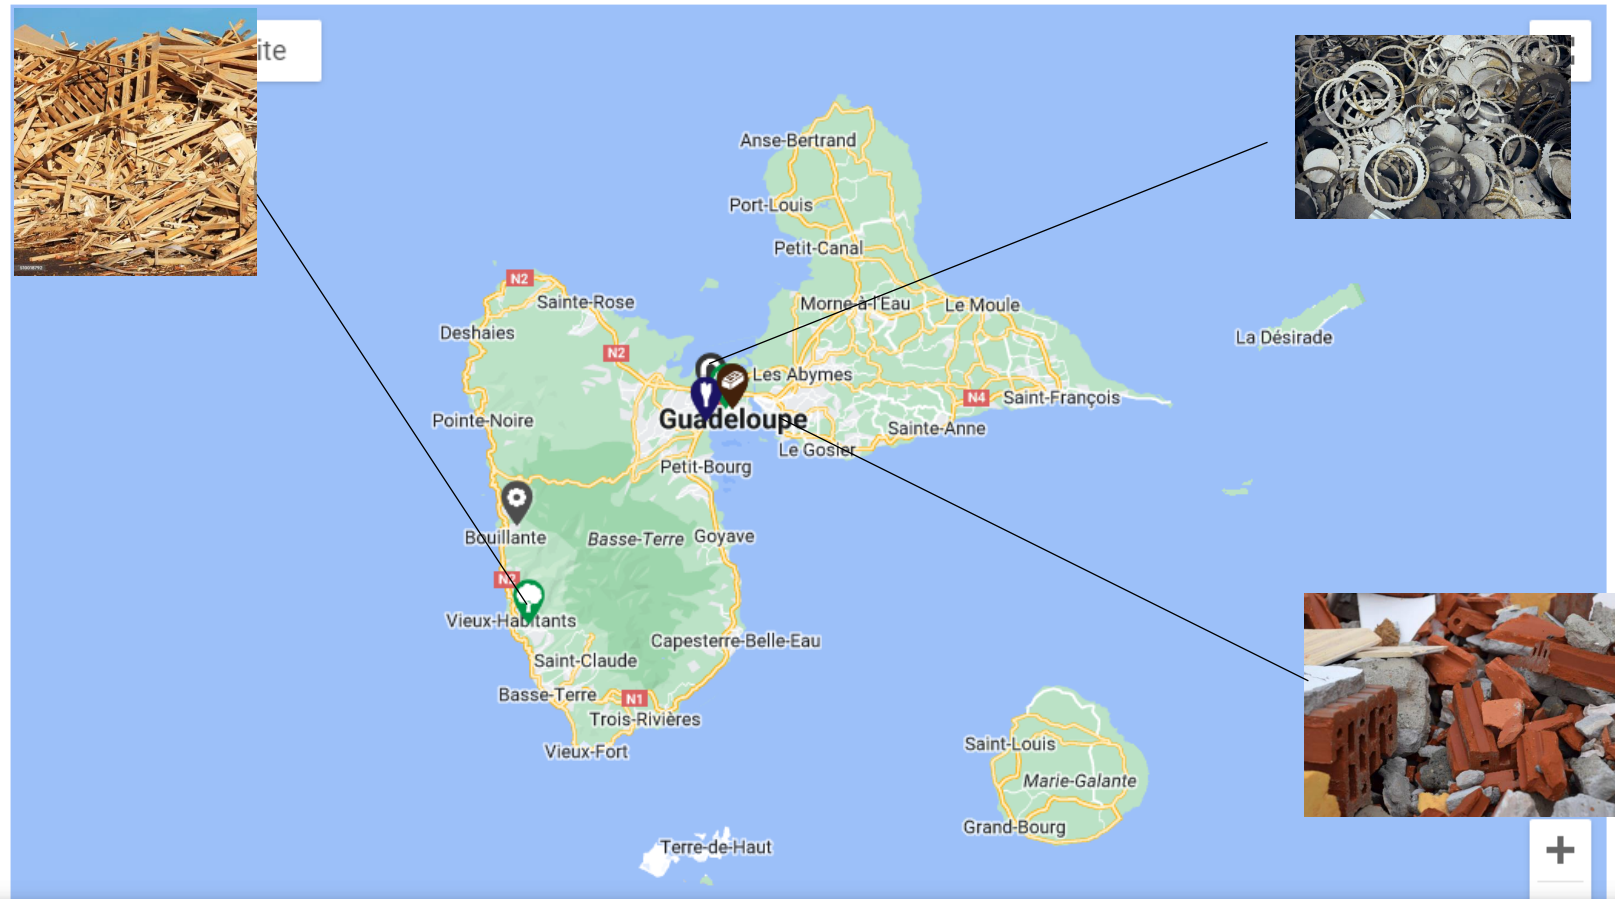 ite
Anse-Bertrand
Port-Louis
Petit-Canal
N2
Sainte-Rose
Morne-à-l'Eau
Le Moule
Deshaies
La Désirade
N2
Les Abymes
N4
Saint-François
Pointe-Noire
Guadeloupe
Sainte-Anne
Le Gosier
Petit-Bourg
Bouillante
Basse-Terre
Goyave
N2
Vieux-Habitants
Capesterre-Belle-Eau
Saint-Claude
Basse-Terre
N1
Trois-Rivières
Vieux-Fort
Saint-Louis
Marie-Galante
Grand-Bourg
Terre-de-Haut